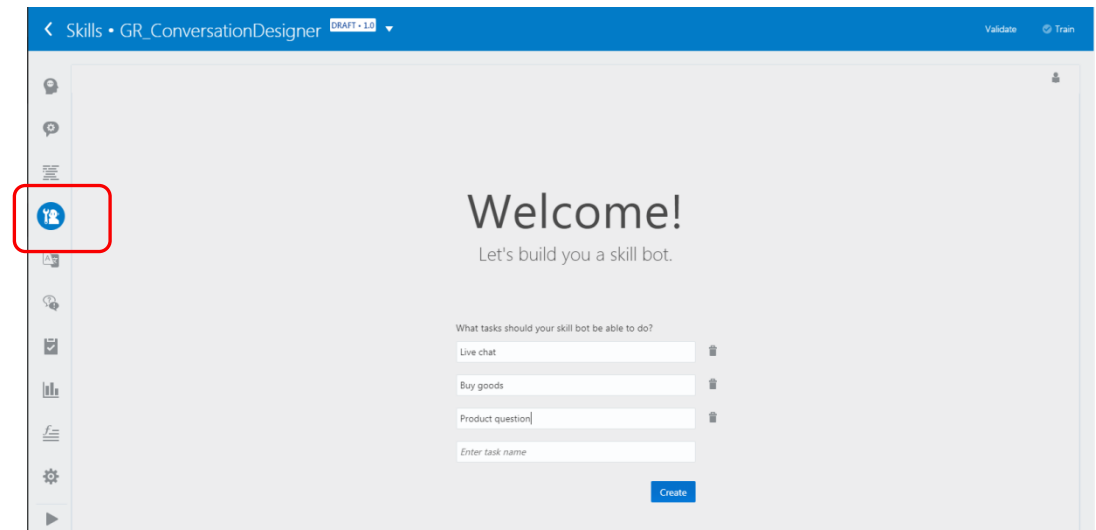 Skills • GR_ConversationDesigner DRAFT • 1.0
Validate
Train
Welcome!
Let's build you a skill bot.
What tasks should your skill bot be able to do?
Live chat
Buy goods
Product question
Enter task name
Create